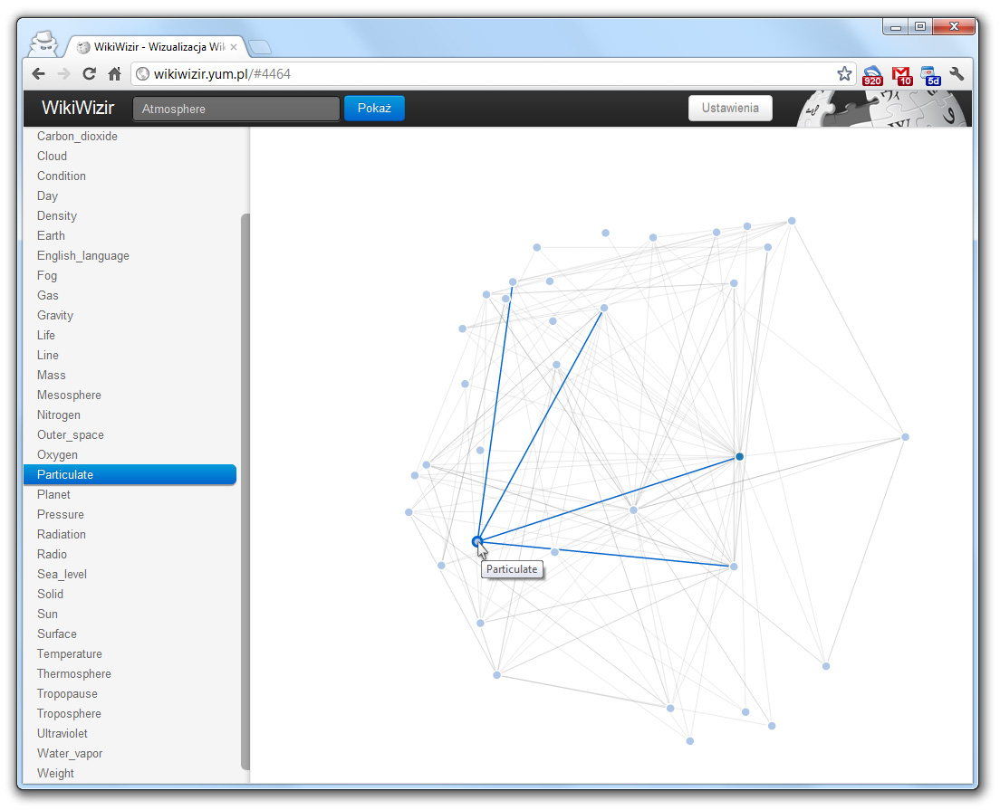 WikiWizir - Wizualizacja Wik
wikiwizir.yum.pl/#4464
920
10
5d
WikiWizir
Atmosphere
Pokaż
Ustawienia
Carbon_dioxide
Cloud
Condition
Day
Density
Earth
English_language
Fog
Gas
Gravity
Life
Line
Mass
Mesosphere
Nitrogen
Outer_space
Oxygen
Particulate
Planet
Pressure
Radiation
Radio
Sea_level
Solid
Sun
Surface
Temperature
Thermosphere
Tropopause
Troposphere
Ultraviolet
Water_vapor
Weight
Particulate